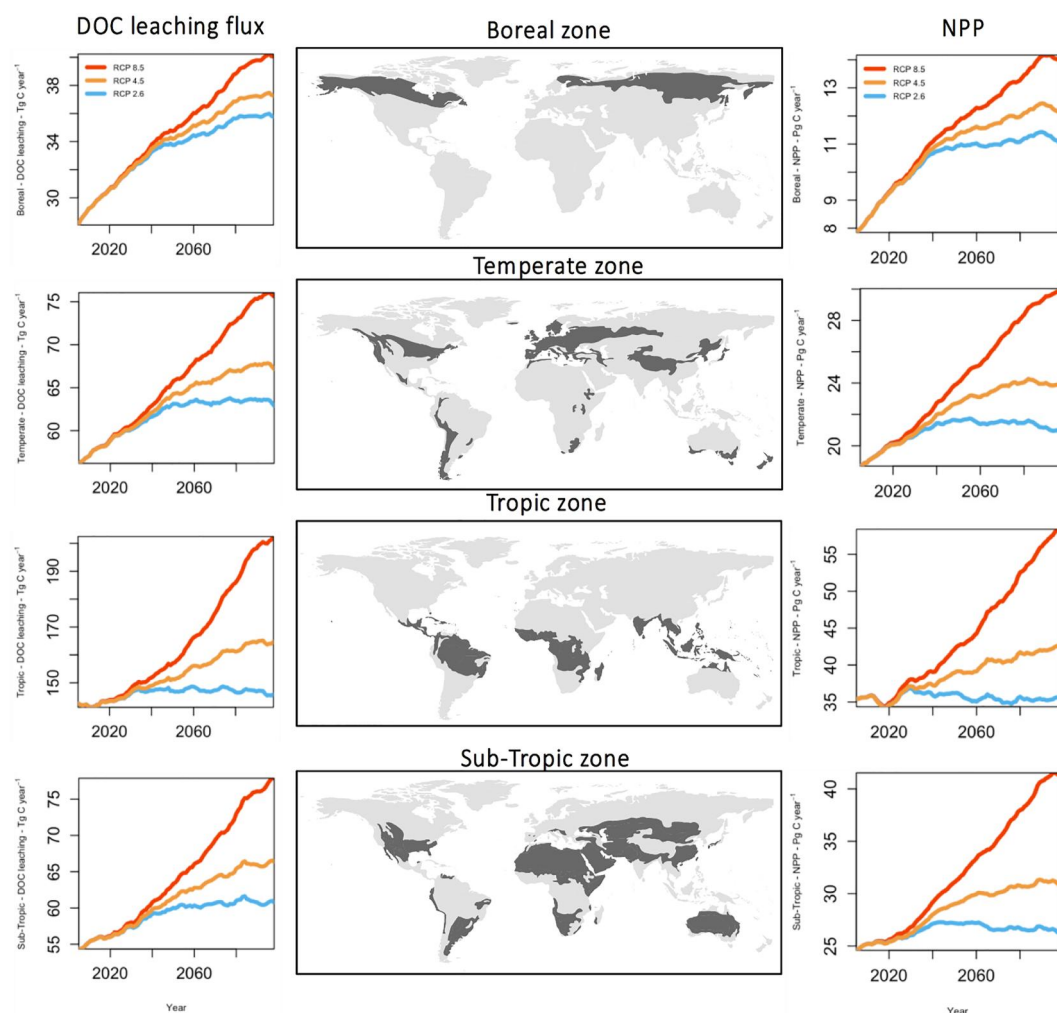 DOC leaching flux
Boreal zone
NPP
Boreal - DOC leaching - Tg C year⁻¹
38
34
30
RCP 8.5
RCP 4.5
RCP 2.6
2020 2060
Boreal - NPP - Pg C year⁻¹
13
11
9
8
RCP 8.5
RCP 4.5
RCP 2.6
2020 2060
Temperate zone
Temperate - DOC leaching - Tg C year⁻¹
75
70
65
60
2020 2060
Temperate - NPP - Pg C year⁻¹
28
24
20
2020 2060
Tropic zone
Tropic - DOC leaching - Tg C year⁻¹
190
170
150
2020 2060
Tropic - NPP - Pg C year⁻¹
55
50
45
40
35
2020 2060
Sub-Tropic zone
Sub-Tropic - DOC leaching - Tg C year⁻¹
75
70
65
60
55
2020 2060
Year
Sub-Tropic - NPP - Pg C year⁻¹
40
35
30
25
2020 2060
Year